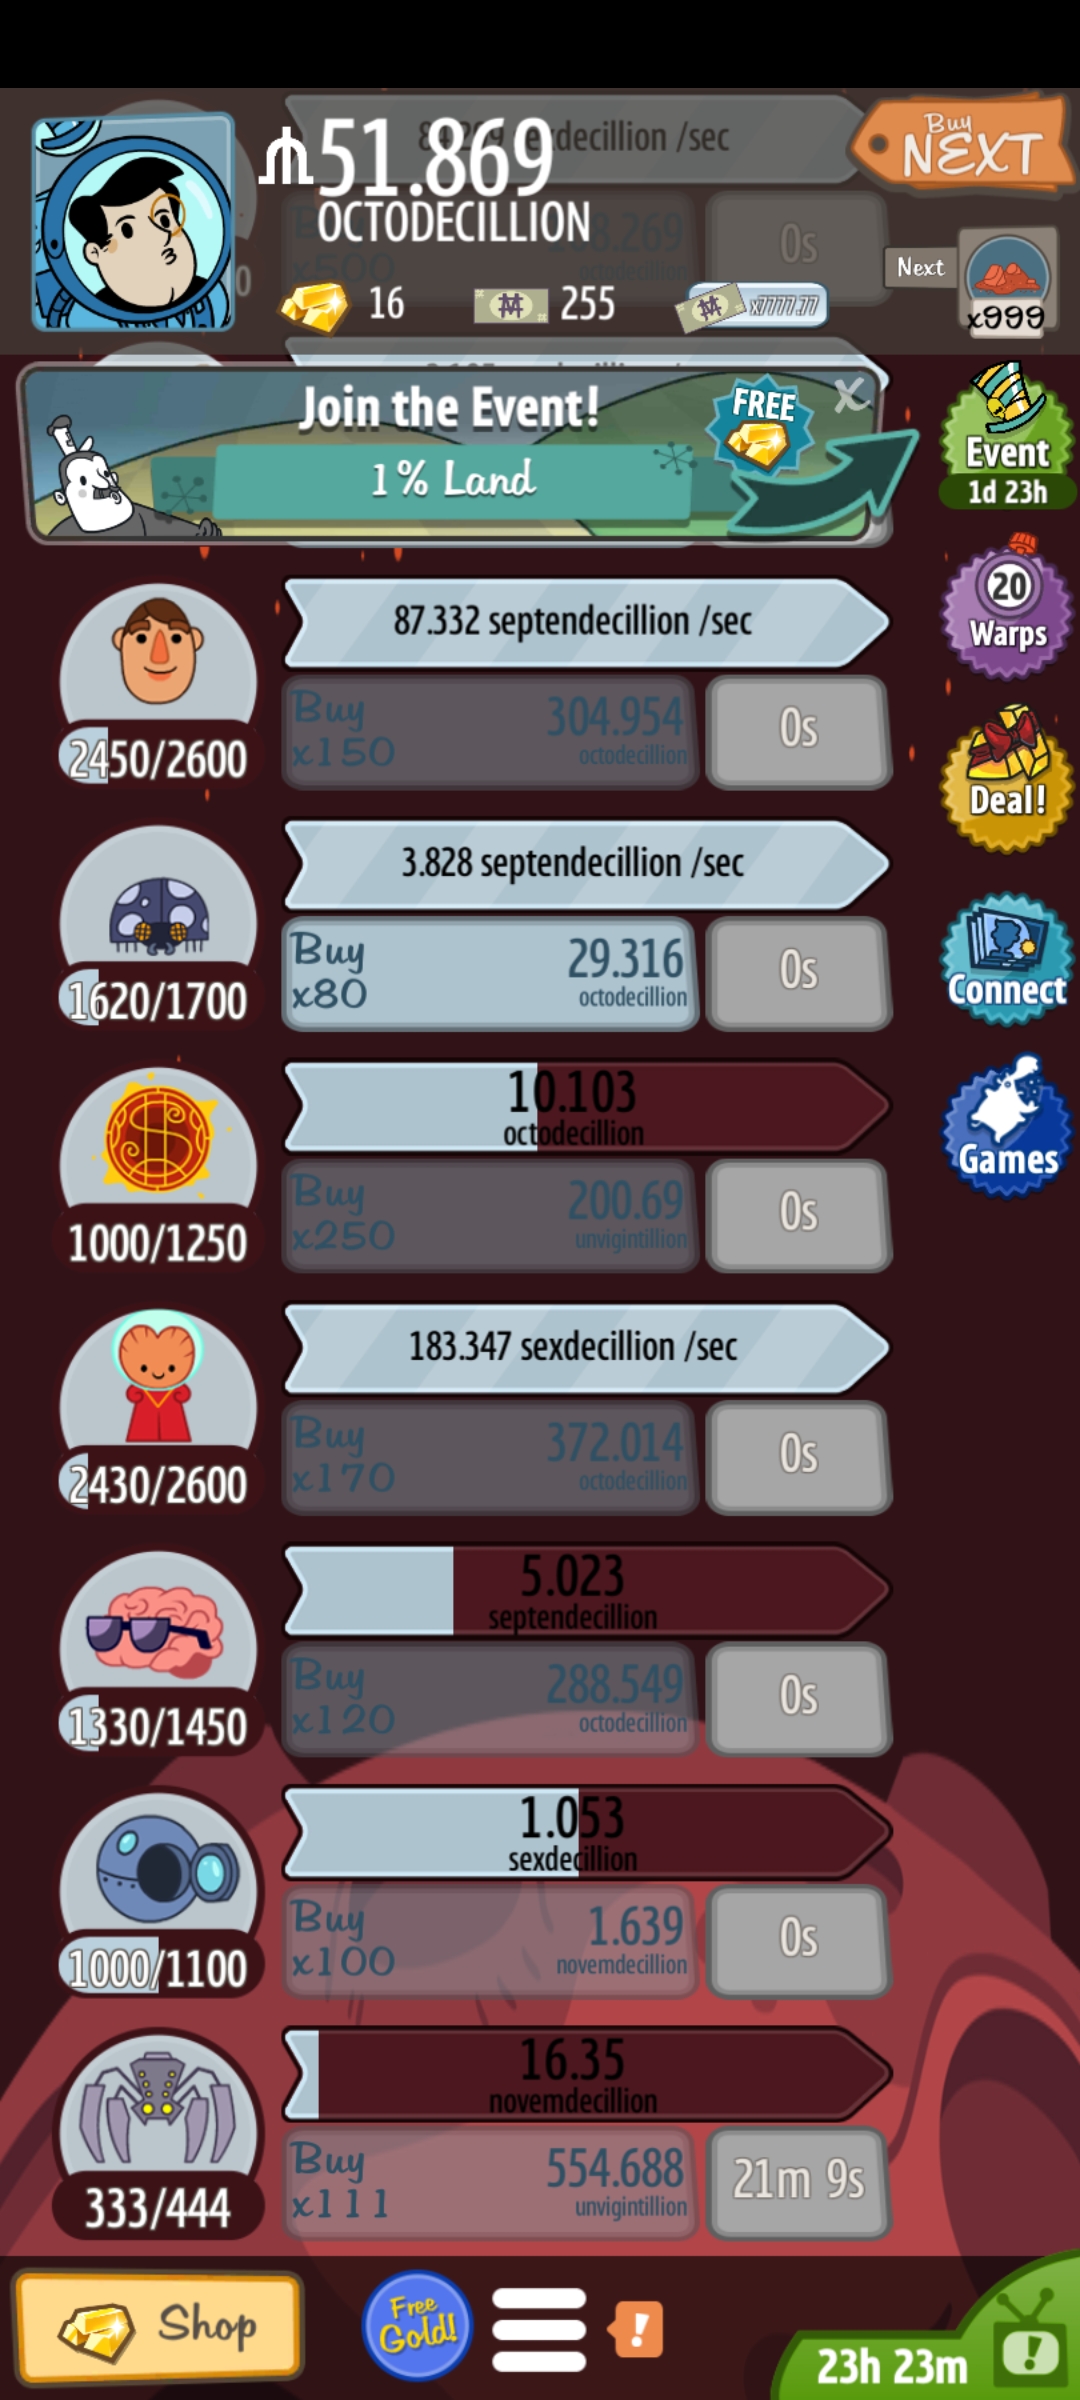 51.869
OCTODECILLION
16
255
x7777.77
Buy
NEXT
Next
x999
/sec
x500
octodecillion
0s
Join the Event!
1% Land
FREE
X
Event
1d 23h
87.332 septendecillion /sec
Buy
x150
304.954
octodecillion
0s
2450/2600
20
Warps
3.828 septendecillion /sec
Buy
x80
29.316
octodecillion
0s
1620/1700
Deal!
Connect
10.103
octodecillion
Buy
x250
200.69
unvigintillion
0s
1000/1250
Games
183.347 sexdecillion /sec
Buy
x170
372.014
octodecillion
0s
2430/2600
5.023
septendecillion
Buy
x120
288.549
octodecillion
0s
1330/1450
1.053
sexdecillion
Buy
x100
1.639
novemdecillion
0s
1000/1100
16.35
novemdecillion
Buy
x111
554.688
unvigintillion
21m 9s
333/444
Shop
Free
Gold!
!
23h 23m
!